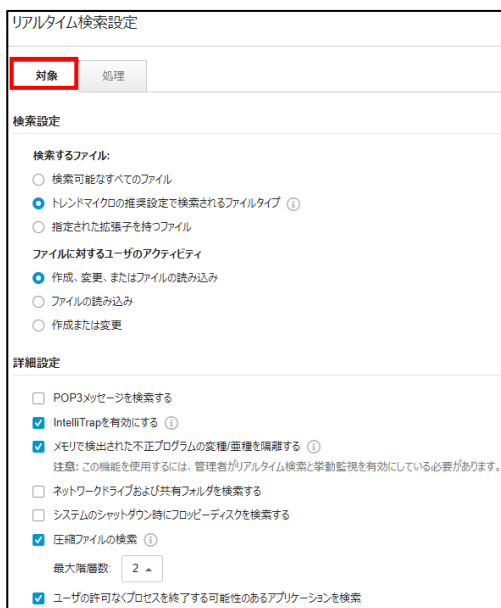 リアルタイム検索設定
対象 処理
検索設定
検索するファイル:
検索可能なすべてのファイル
トレンドマイクロの推奨設定で検索されるファイルタイプ i
指定された拡張子を持つファイル
ファイルに対するユーザのアクティビティ
作成、変更、またはファイルの読み込み
ファイルの読み込み
作成または変更
詳細設定
POP3メッセージを検索する
IntelliTrapを有効にする i
メモリで検出された不正プログラムの変種/亜種を隔離する i
注意: この機能を使用するには、管理者がリアルタイム検索と挙動監視を有効にしている必要があります。
ネットワークドライブおよび共有フォルダを検索する
システムのシャットダウン時にフロッピーディスクを検索する
圧縮ファイルの検索 i
最大階層数: 2
ユーザの許可なくプロセスを終了する可能性のあるアプリケーションを検索